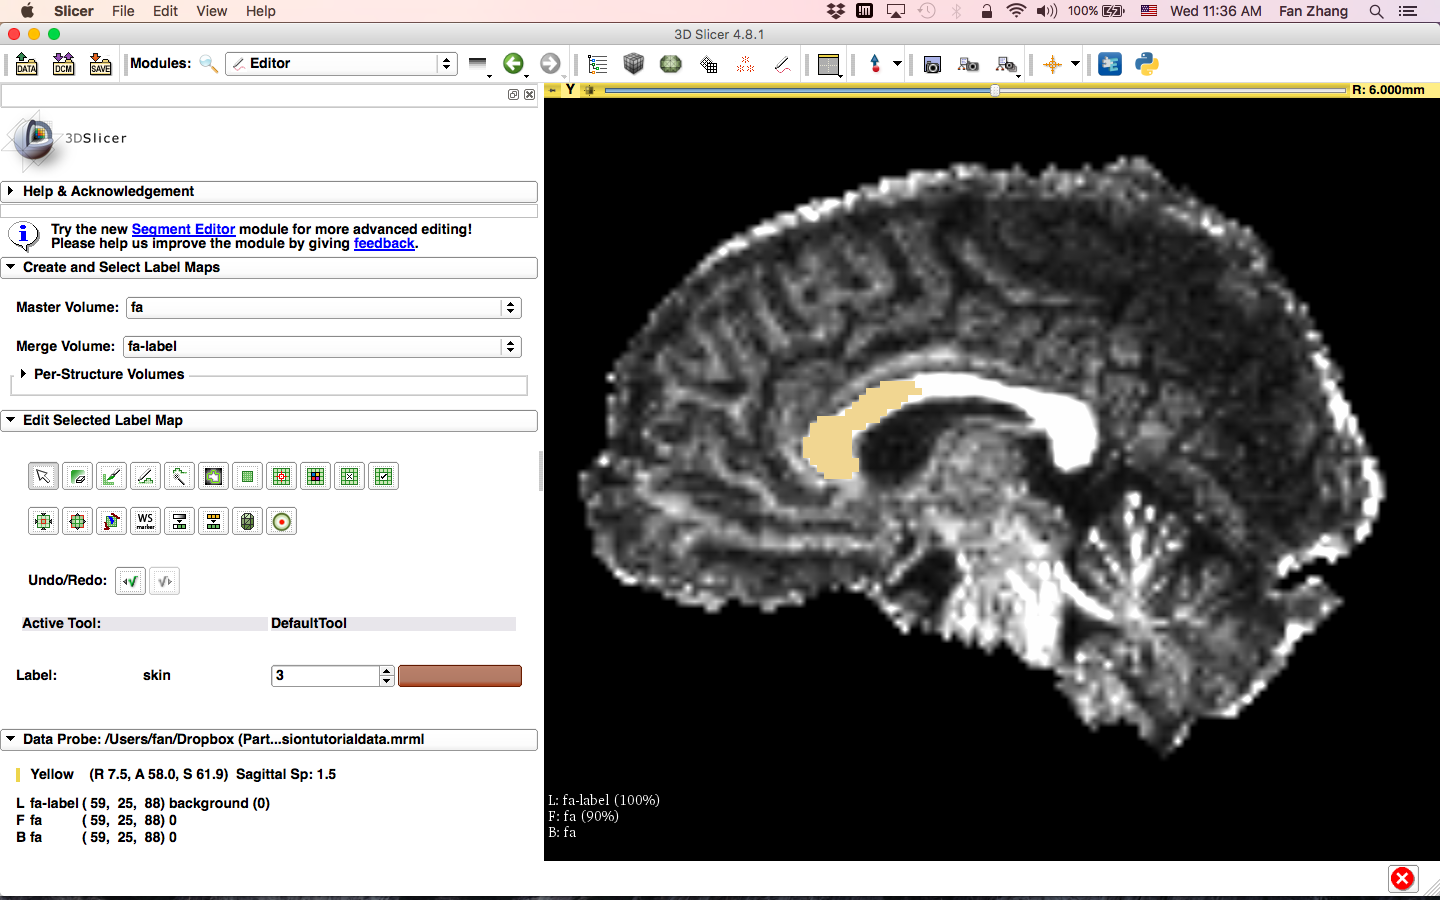 Slicer File Edit View Help 100% Wed 11:36 AM Fan Zhang
3D Slicer 4.8.1
DATA DCM SAVE Modules: Editor
Y R: 6.000mm
3DSlicer
Help & Acknowledgement
Try the new Segment Editor module for more advanced editing!
Please help us improve the module by giving feedback.
Create and Select Label Maps
Master Volume: fa
Merge Volume: fa-label
Per-Structure Volumes
Edit Selected Label Map
WS
marker
Undo/Redo:
Active Tool: DefaultTool
Label: skin 3
Data Probe: /Users/fan/Dropbox (Part...siontutorialdata.mrml
Yellow (R 7.5, A 58.0, S 61.9) Sagittal Sp: 1.5
L fa-label ( 59, 25, 88) background (0)
F fa ( 59, 25, 88) 0
B fa ( 59, 25, 88) 0
L: fa-label (100%)
F: fa (90%)
B: fa